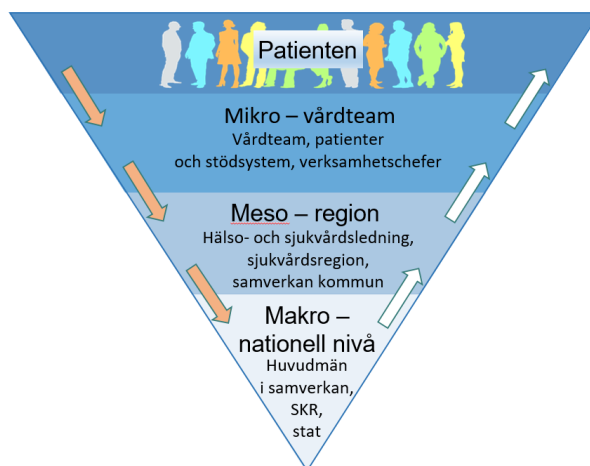 Patienten
Mikro – vårdteam
Vårdteam, patienter
och stödsystem, verksamhetschefer
Meso – region
Hälso- och sjukvårdsledning,
sjukvårdsregion,
samverkan kommun
Makro –
nationell nivå
Huvudmän
i samverkan,
SKR,
stat